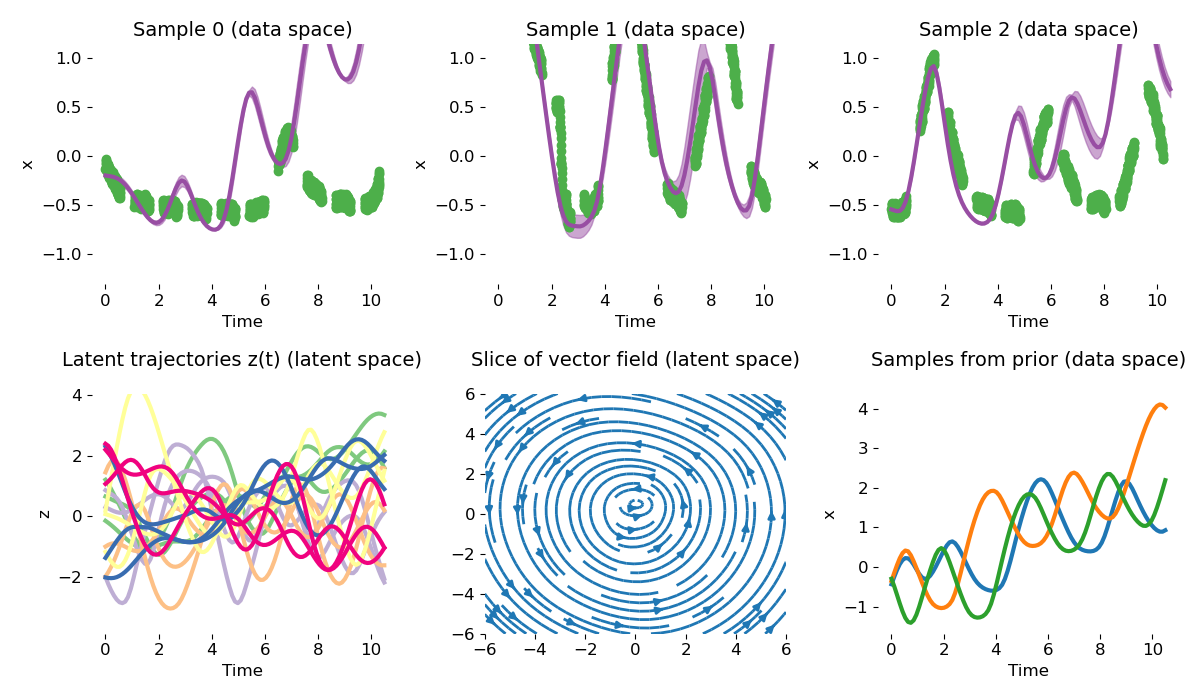 Sample 0 (data space)
Sample 1 (data space)
Sample 2 (data space)
1.0
0.5
0.0
−0.5
−1.0
x
0 2 4 6 8 10
Time
1.0
0.5
0.0
−0.5
−1.0
x
0 2 4 6 8 10
Time
1.0
0.5
0.0
−0.5
−1.0
x
0 2 4 6 8 10
Time
Latent trajectories z(t) (latent space)
Slice of vector field (latent space)
Samples from prior (data space)
4
2
0
−2
z
0 2 4 6 8 10
Time
6
4
2
0
−2
−4
−6
−6 −4 −2 0 2 4 6
4
3
2
1
0
−1
x
0 2 4 6 8 10
Time